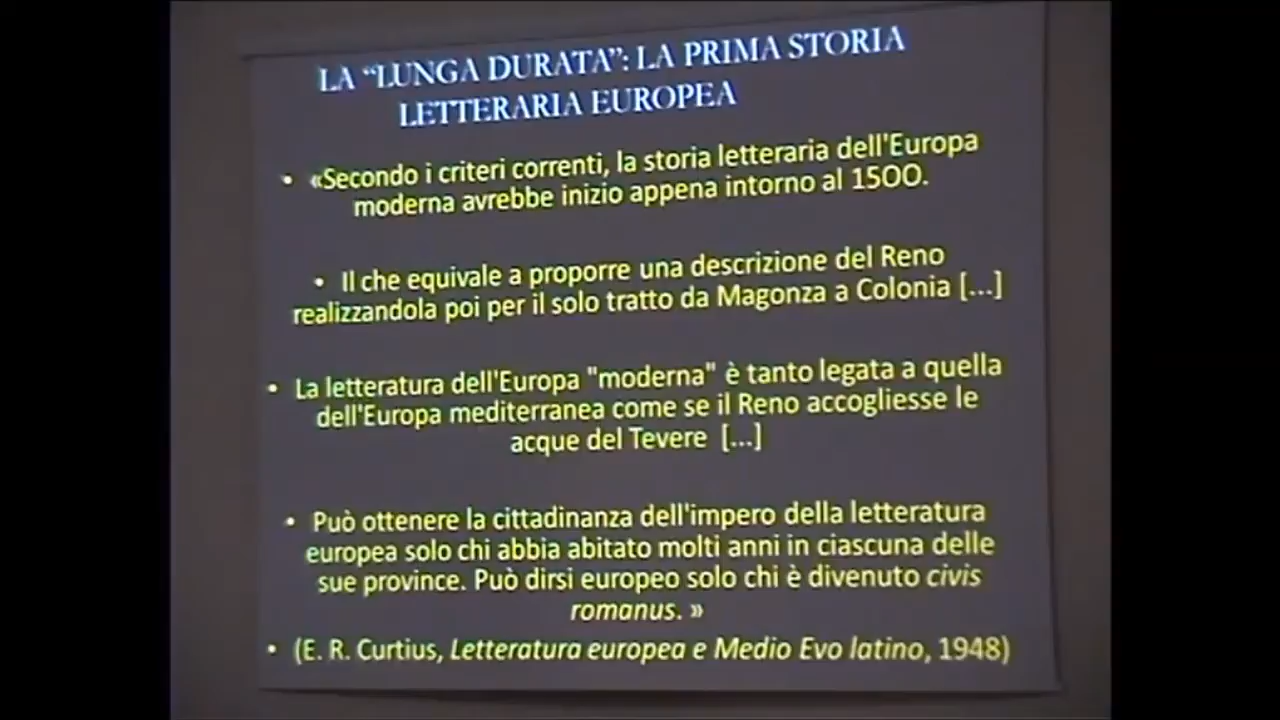 LA “LUNGA DURATA”: LA PRIMA STORIA
LETTERARIA EUROPEA
• «Secondo i criteri correnti, la storia letteraria dell'Europa
moderna avrebbe inizio appena intorno al 15OO.
• Il che equivale a proporre una descrizione del Reno
realizzandola poi per il solo tratto da Magonza a Colonia [...]
• La letteratura dell'Europa "moderna" è tanto legata a quella
dell'Europa mediterranea come se il Reno accogliesse le
acque del Tevere [...]
• Può ottenere la cittadinanza dell'impero della letteratura
europea solo chi abbia abitato molti anni in ciascuna delle
sue province. Può dirsi europeo solo chi è divenuto civis
romanus. »
• (E. R. Curtius, Letteratura europea e Medio Evo latino, 1948)